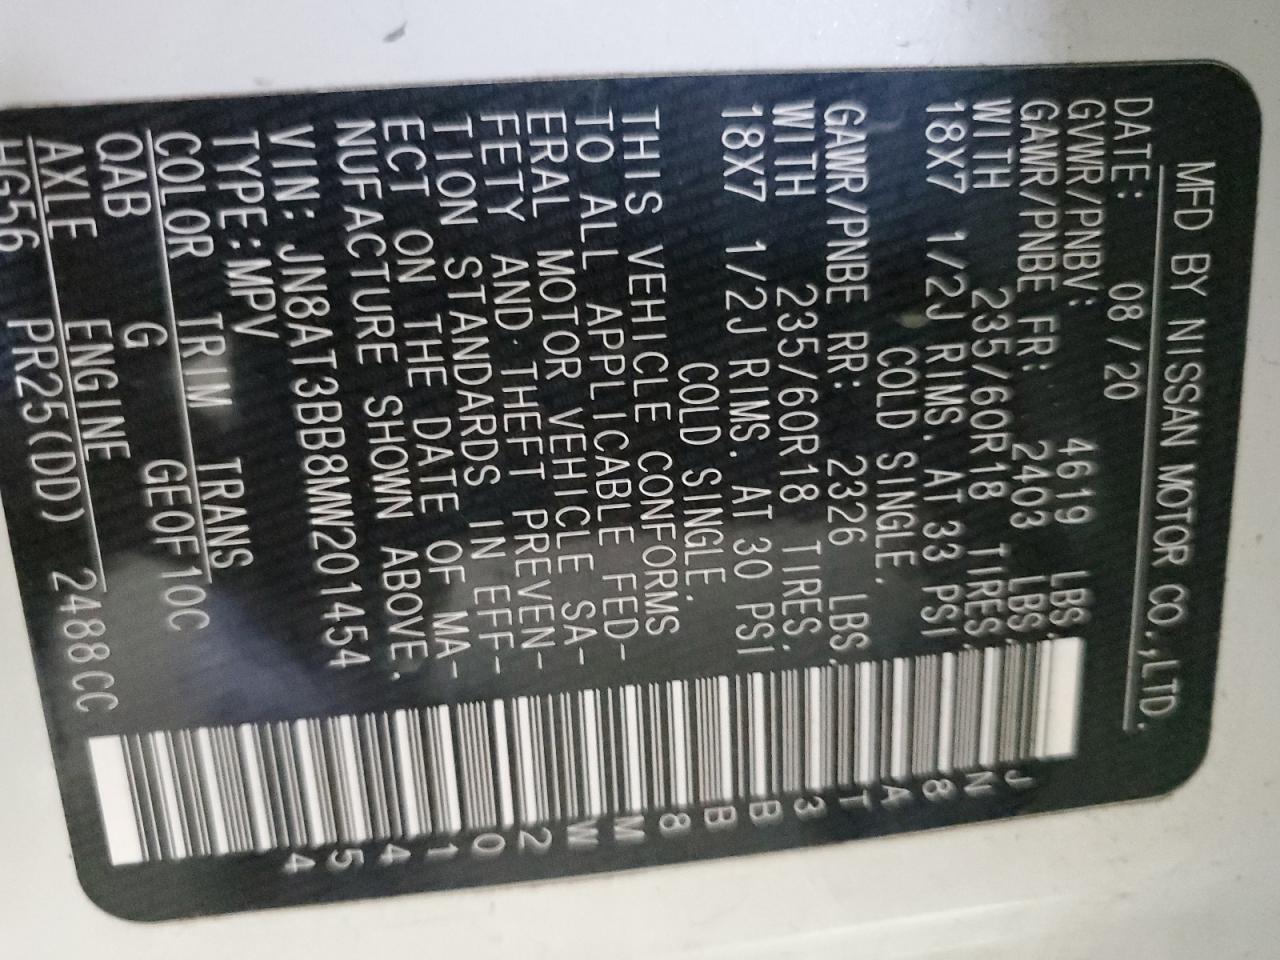 MFD BY NISSAN MOTOR CO.,LTD.
DATE: 08/20
GVWR/PNBV: 4619 LBS.
GAWR/PNBE FR: 2403 LBS.
WITH 235/60R18 TIRES,
18X7 1/2J RIMS. AT 33 PSI
COLD SINGLE.
GAWR/PNBE RR: 2326 LBS.
WITH 235/60R18 TIRES.
18X7 1/2J RIMS. AT 30 PSI
COLD SINGLE.
THIS VEHICLE CONFORMS
TO ALL APPLICABLE FED-
ERAL MOTOR VEHICLE SA-
FETY AND THEFT PREVEN-
TION STANDARDS IN EFF-
ECT ON THE DATE OF MA-
NUFACTURE SHOWN ABOVE.
VIN: JN8AT3BB8MW201454
TYPE:MPV
COLOR TRIM TRANS
QAB G GEOF10C
AXLE ENGINE
HG56 PR25(DD) 2488CC
JN8AT3BB8MW201454